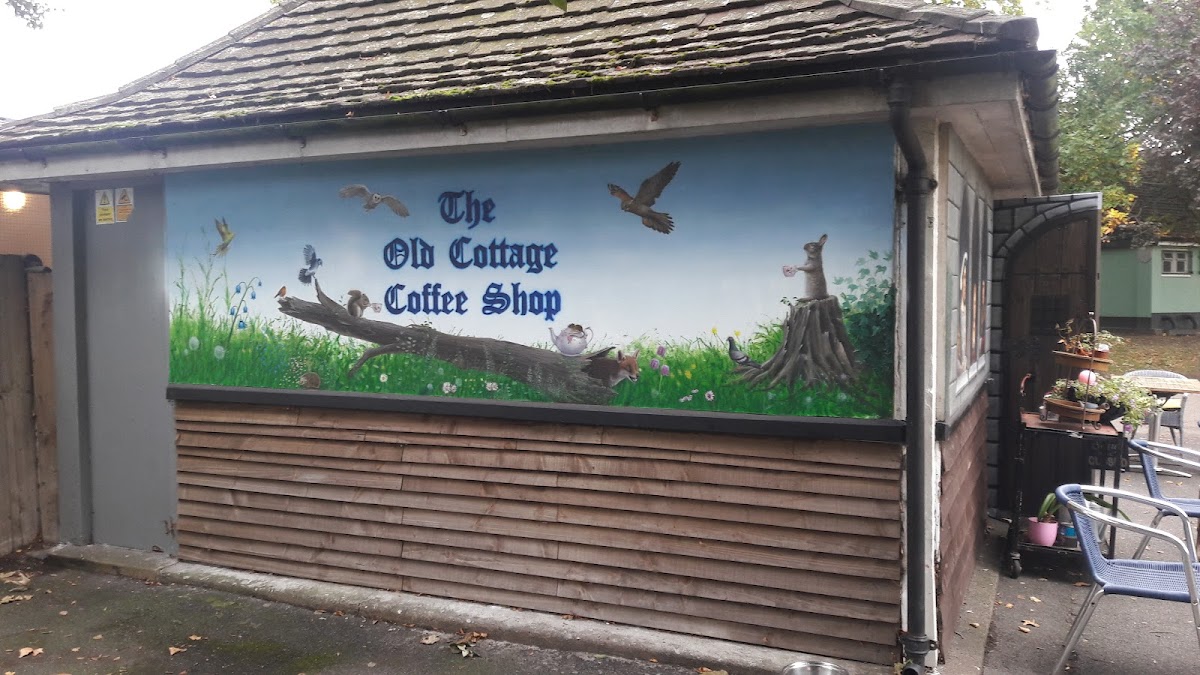 The
Old Cottage
Coffee Shop